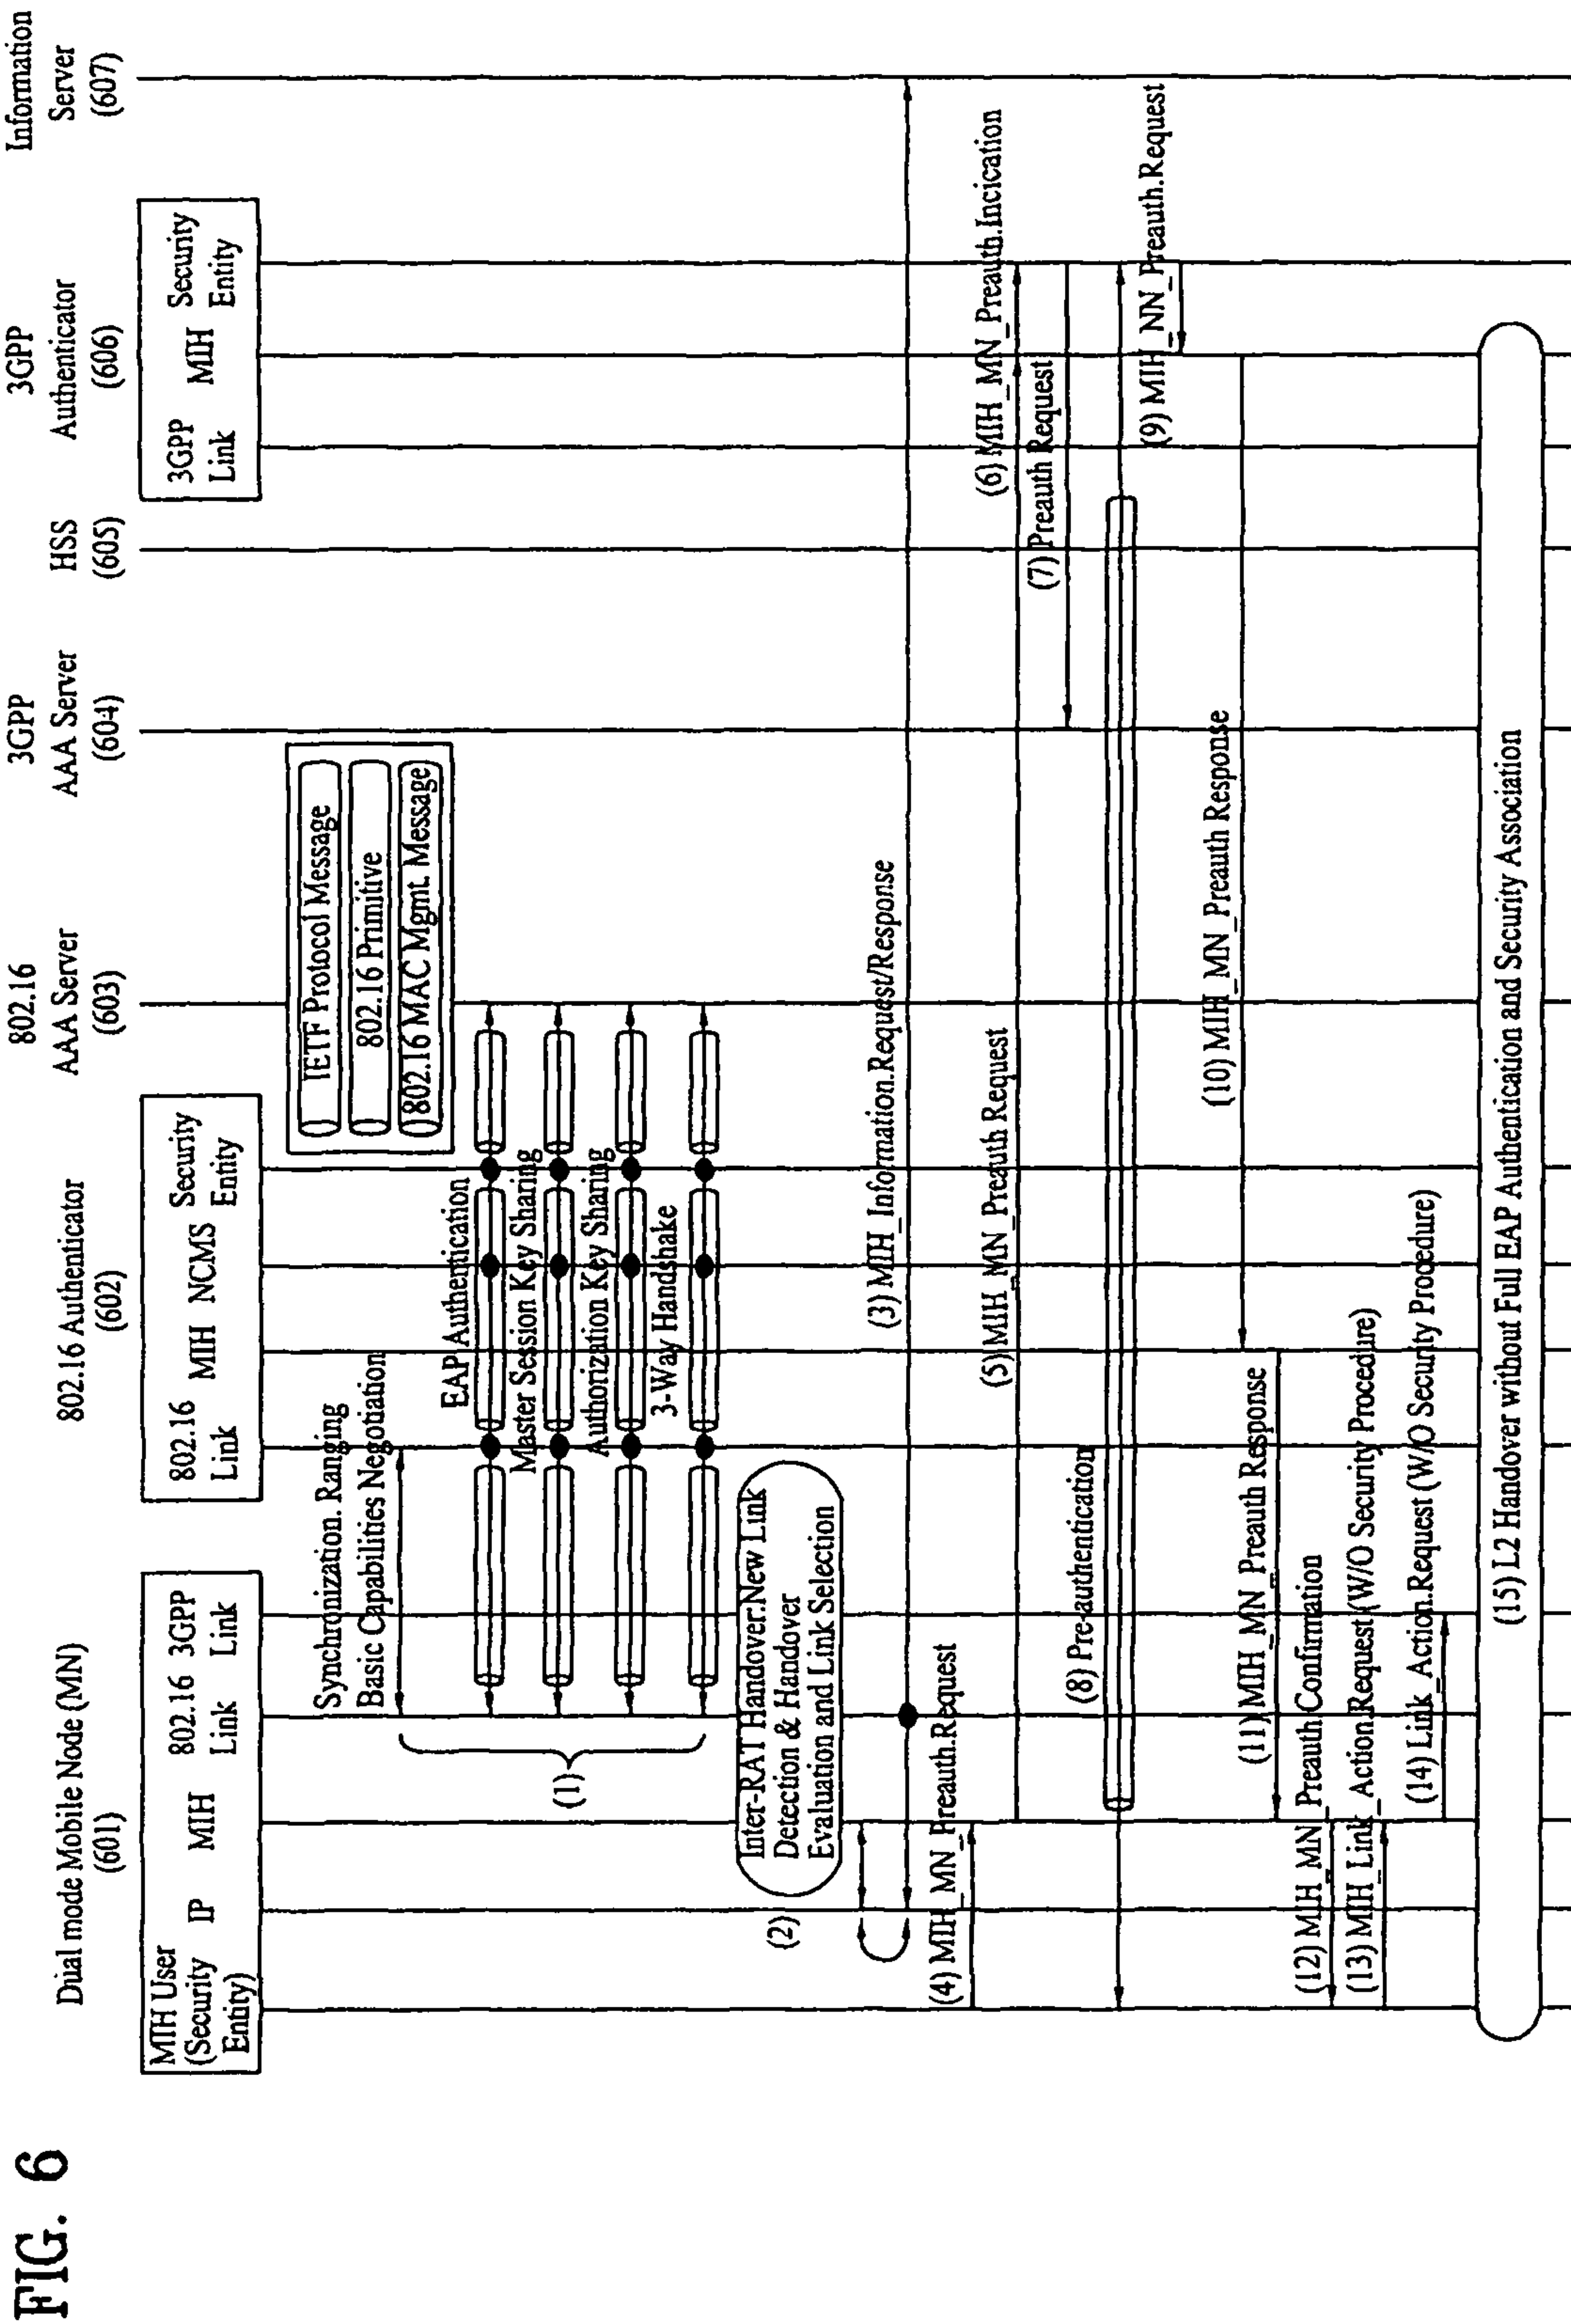 FIG. 6
Dual mode Mobile Node (MN)
(601)
802.16 Authenticator
(602)
802.16
AAA Server
(603)
3GPP
AAA Server
(604)
HSS
(605)
3GPP
Authenticator
(606)
Information
Server
(607)
MIH User
(Security
Entity)
IP
MIH
802.16
Link
3GPP
Link
802.16
Link
MIH
NCMS
Security
Entity
3GPP
Link
MIH
Security
Entity
IETF Protocol Message
802.16 Primitive
802.16 MAC Mgmt. Message
Synchronization. Ranging
Basic Capabilities Negotiation
EAP Authentication
Master Session Key Sharing
Authorization Key Sharing
3-Way Handshake
(1)
Inter-RAT Handover:New Link
Detection & Handover
Evaluation and Link Selection
(2)
(3) MIH_Information.Request/Response
(4) MIH_MN_Preauth.Request
(5) MIH_MN_Preauth Request
(6) MIH_MN_Preauth.Incication
(7) Preauth Request
(8) Pre-authentication
(9) MIH_NN_Preauth.Request
(10) MIH_MN_Preauth Response
(11) MIH_MN_Preauth Response
(12) MIH_MN_Preauth Confirmation
(13) MIH_Link_Action.Request (W/O Security Procedure)
(14) Link_Action.Request (W/O Security Procedure)
(15) L2 Handover without Full EAP Authentication and Security Association